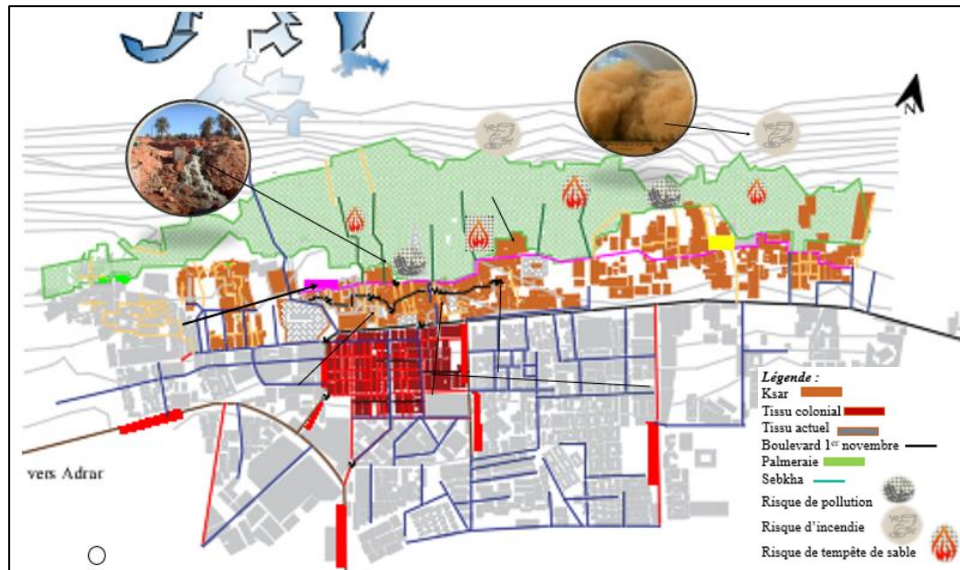 N
Légende :
Ksar
Tissu colonial
Tissu actuel
Boulevard 1er novembre
Palmeraie
Sebkha
Risque de pollution
Risque d'incendie
Risque de tempête de sable
vers Adrar